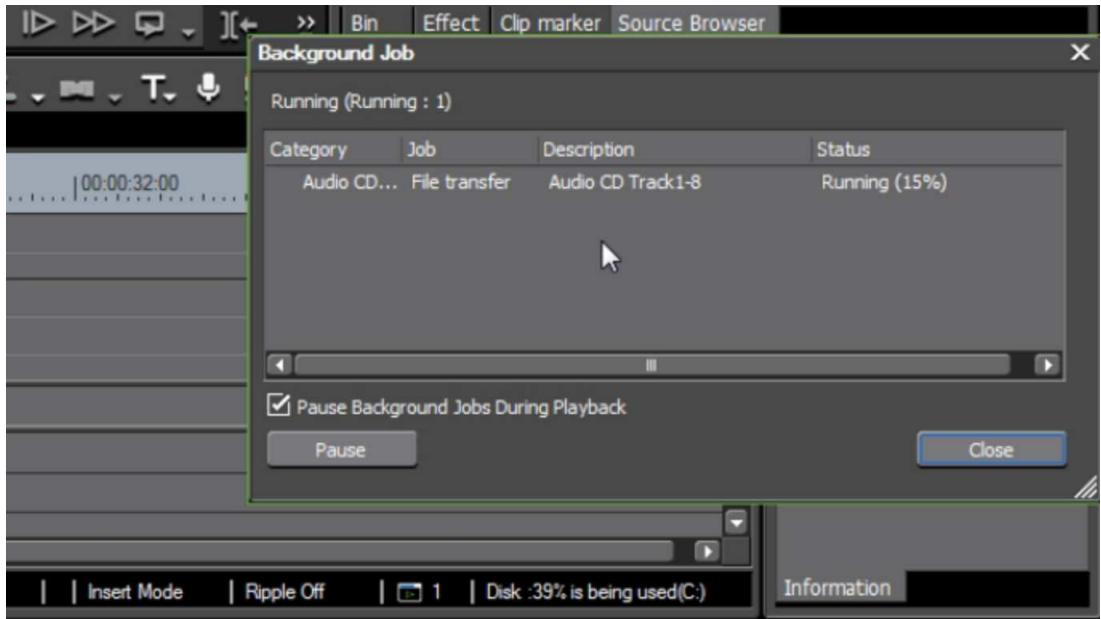 Bin Effect Clip marker Source Browser
Background Job
Running (Running : 1)
Category Job Description Status
Audio CD... File transfer Audio CD Track1-8 Running (15%)
00:00:32:00
Pause Background Jobs During Playback
Pause Close
Insert Mode Ripple Off 1 Disk :39% is being used(C:)
Information